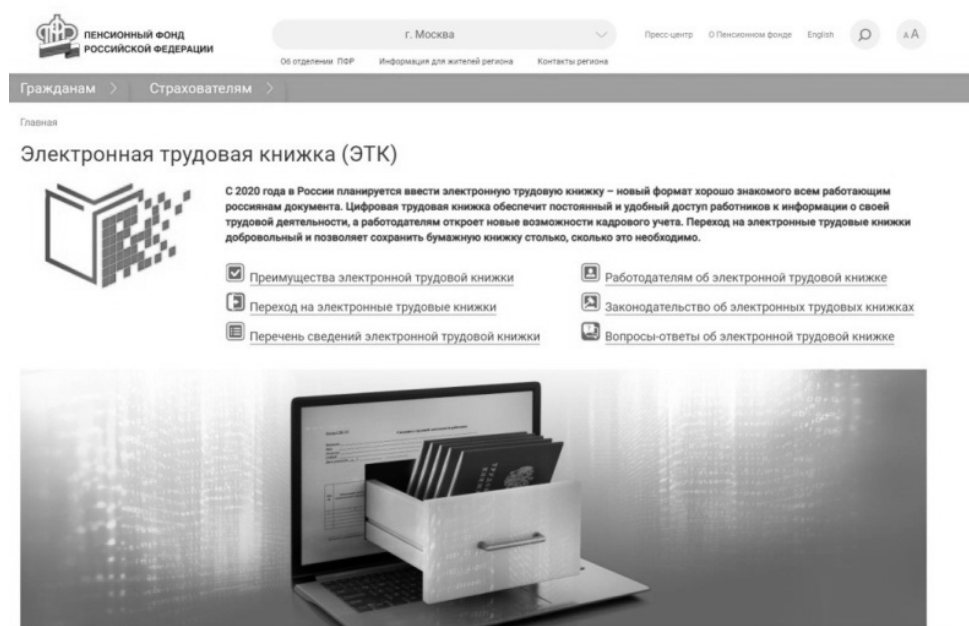 ПЕНСИОННЫЙ ФОНД
РОССИЙСКОЙ ФЕДЕРАЦИИ
г. Москва
Пресс-центр О Пенсионном фонде English
А А
Об отделении ПФР Информация для жителей региона Контакты региона
Гражданам Страхователям
Главная
Электронная трудовая книжка (ЭТК)
С 2020 года в России планируется ввести электронную трудовую книжку – новый формат хорошо знакомого всем работающим
россиянам документа. Цифровая трудовая книжка обеспечит постоянный и удобный доступ работников к информации о своей
трудовой деятельности, а работодателям откроет новые возможности кадрового учета. Переход на электронные трудовые книжки
добровольный и позволяет сохранить бумажную книжку столько, сколько это необходимо.
Преимущества электронной трудовой книжки
Переход на электронные трудовые книжки
Перечень сведений электронной трудовой книжки
Работодателям об электронной трудовой книжке
Законодательство об электронных трудовых книжках
Вопросы-ответы об электронной трудовой книжке